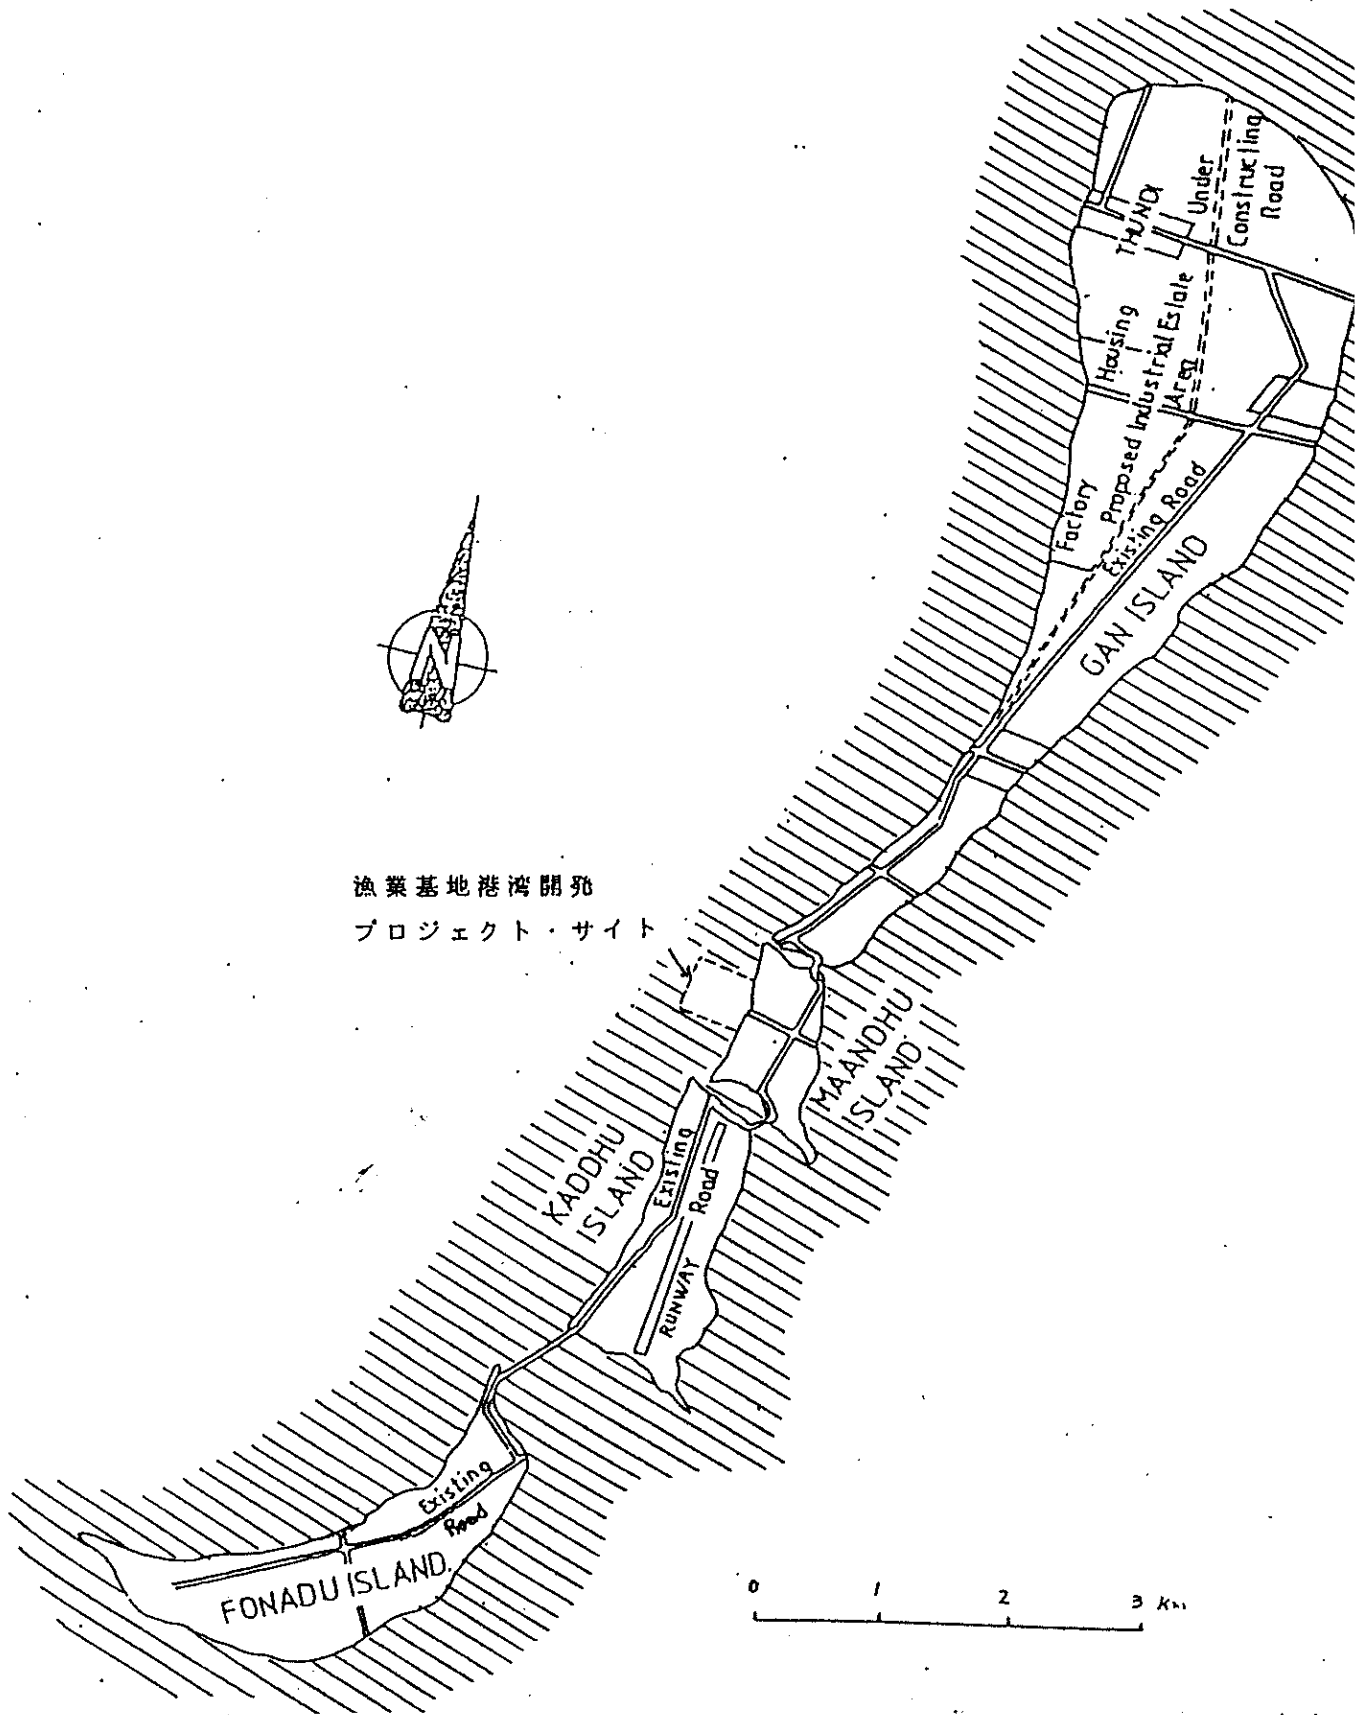 THUNDI
Under
Constructing
Road
Housing
Proposed Industrial Estate
Area
Factory
Existing Road
GAN ISLAND
N
漁業基地港湾開発
プロジェクト・サイト
MAANDHU
ISLAND
KADDHU
ISLAND
Existing
Road
RUNWAY
Existing
Road
FONADU ISLAND
0 1 2 3 Km